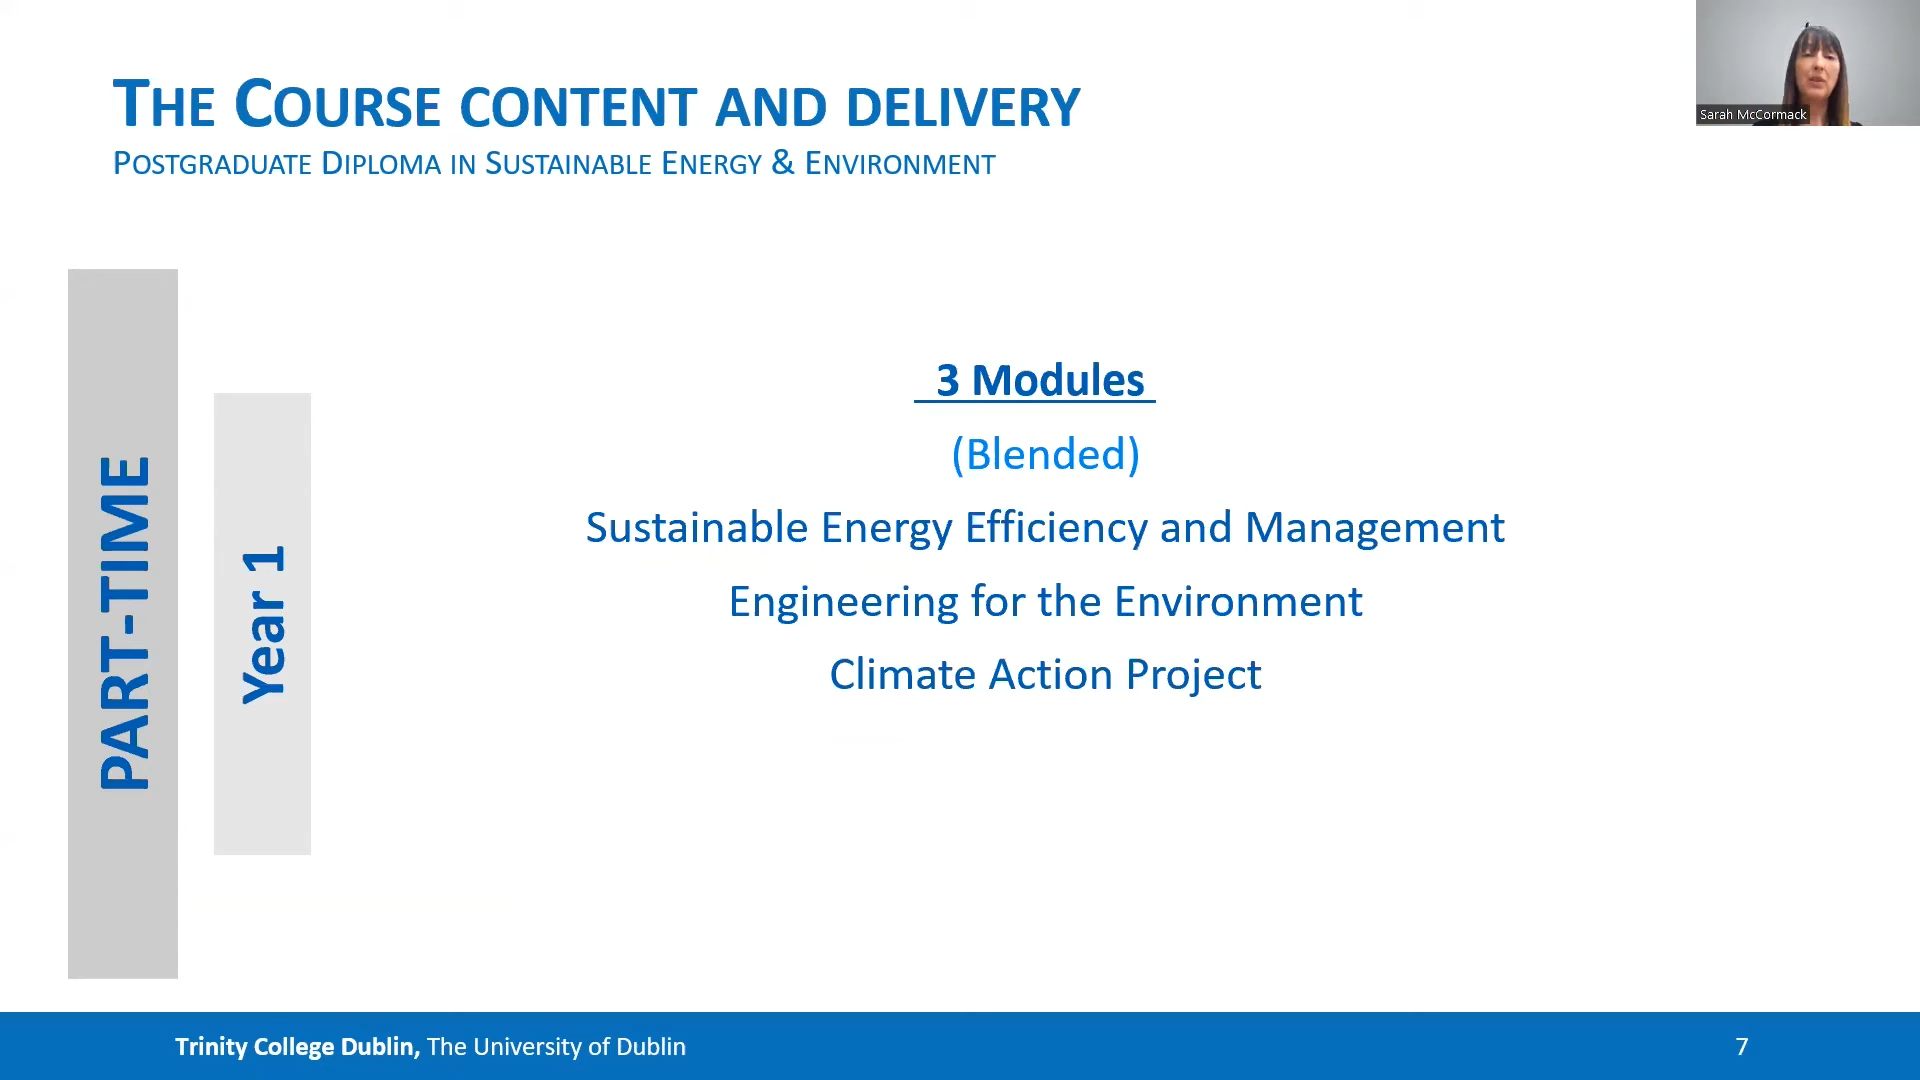 THE COURSE CONTENT AND DELIVERY
POSTGRADUATE DIPLOMA IN SUSTAINABLE ENERGY & ENVIRONMENT
Sarah McCormack
PART-TIME
Year 1
3 Modules
(Blended)
Sustainable Energy Efficiency and Management
Engineering for the Environment
Climate Action Project
Trinity College Dublin, The University of Dublin
7